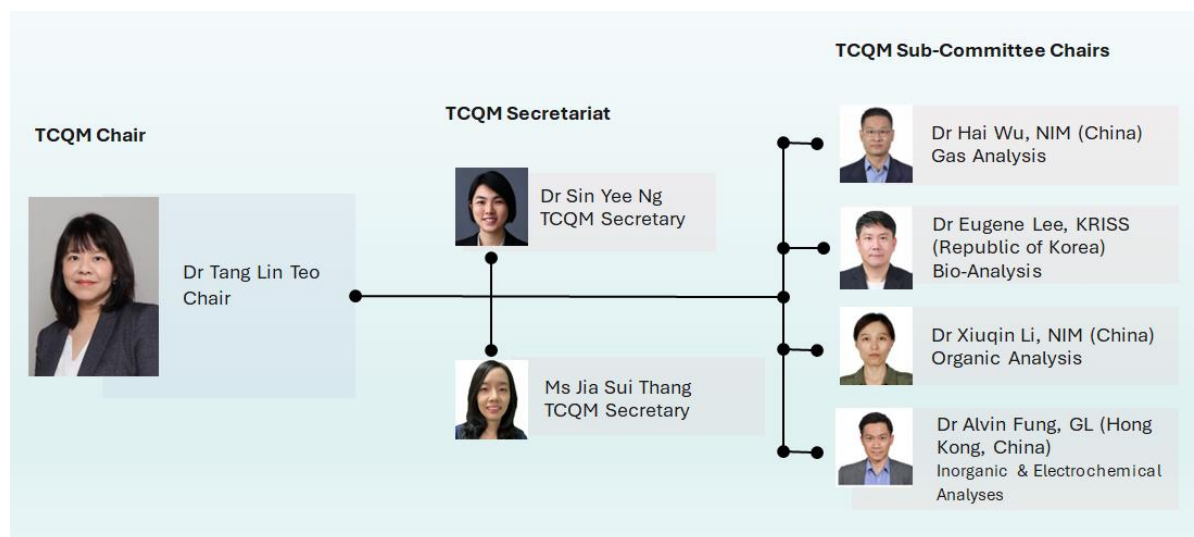 TCQM Chair
Dr Tang Lin Teo
Chair
TCQM Secretariat
Dr Sin Yee Ng
TCQM Secretary
Ms Jia Sui Thang
TCQM Secretary
TCQM Sub-Committee Chairs
Dr Hai Wu, NIM (China)
Gas Analysis
Dr Eugene Lee, KRISS
(Republic of Korea)
Bio-Analysis
Dr Xiuqin Li, NIM (China)
Organic Analysis
Dr Alvin Fung, GL (Hong
Kong, China)
Inorganic & Electrochemical
Analyses